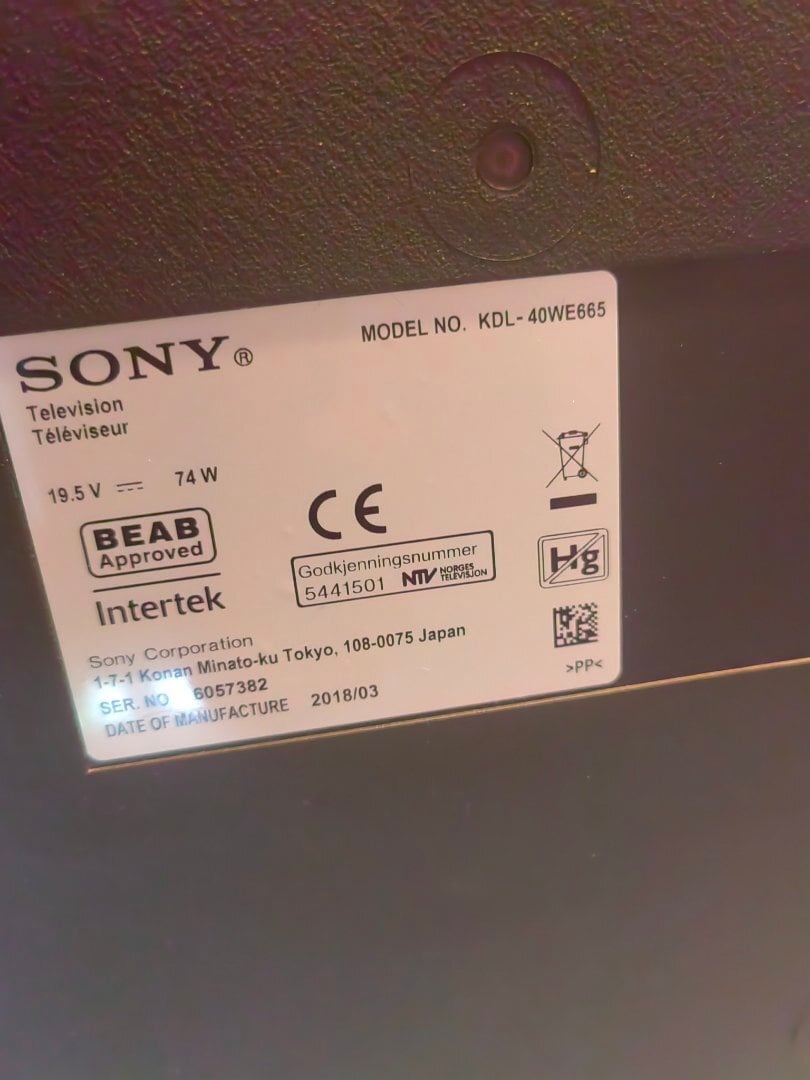 SONY®
MODEL NO. KDL-40WE665
Television
Téléviseur
19.5 V 74 W
BEAB
Approved
Intertek
CE
Godkjenningsnummer
5441501 NTV NORGES TELEVISJON
Hg
Sony Corporation
1-7-1 Konan Minato-ku Tokyo, 108-0075 Japan
SER. NO 6057382
DATE OF MANUFACTURE 2018/03
>PP<